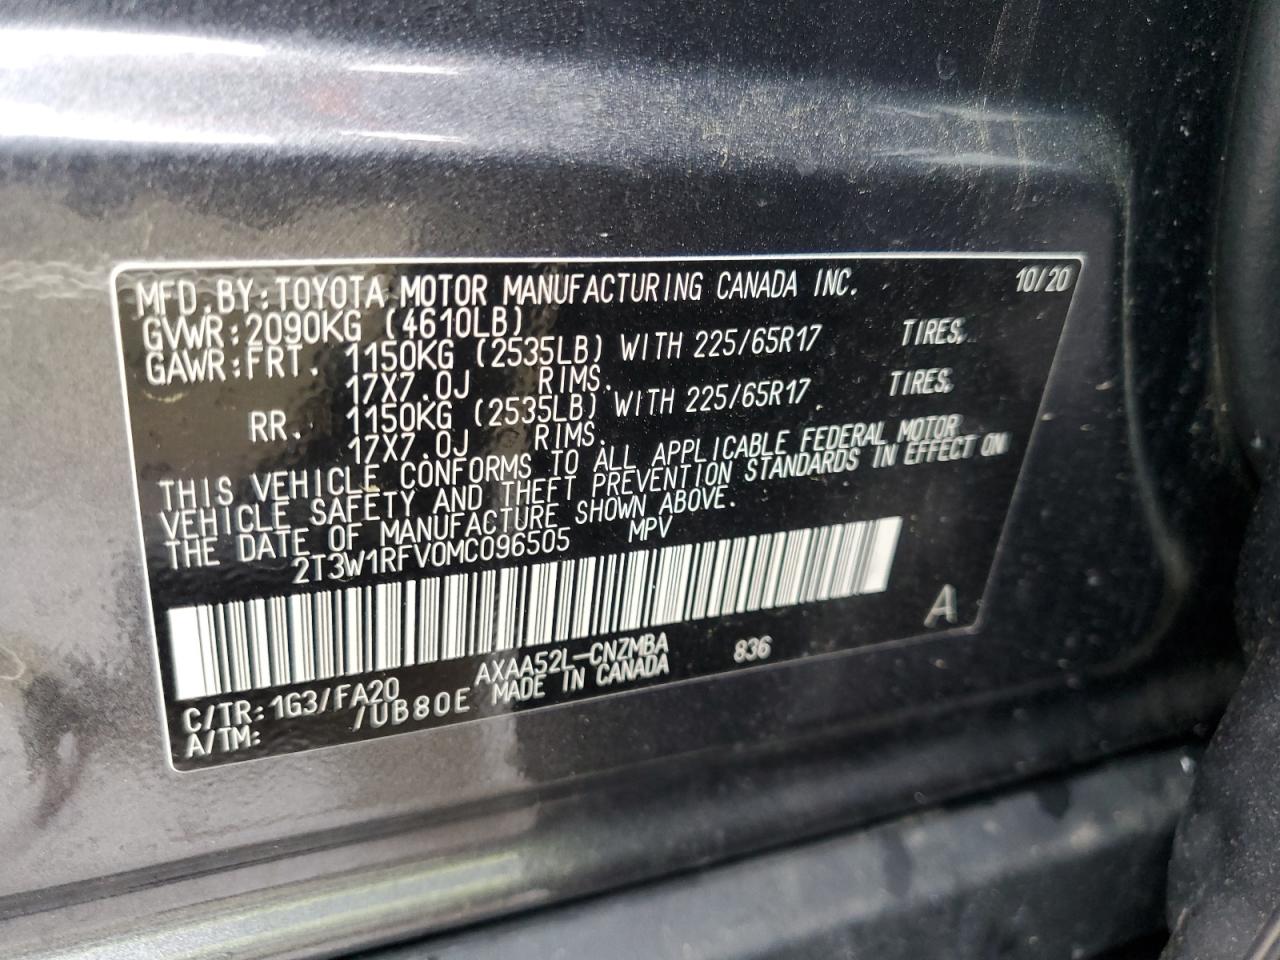 MFD.BY:TOYOTA MOTOR MANUFACTURING CANADA INC. 10/20
GVWR:2090KG (4610LB)
GAWR:FRT. 1150KG (2535LB) WITH 225/65R17 TIRES,
17X7.0J RIMS.
RR. 1150KG (2535LB) WITH 225/65R17 TIRES,
17X7.0J RIMS.
THIS VEHICLE CONFORMS TO ALL APPLICABLE FEDERAL MOTOR
VEHICLE SAFETY AND THEFT PREVENTION STANDARDS IN EFFECT ON
THE DATE OF MANUFACTURE SHOWN ABOVE.
2T3W1RFV0MC096505 MPV
A
C/TR:1G3/FA20 AXAA52L-CNZMBA 836
A/TM: /UB80E MADE IN CANADA